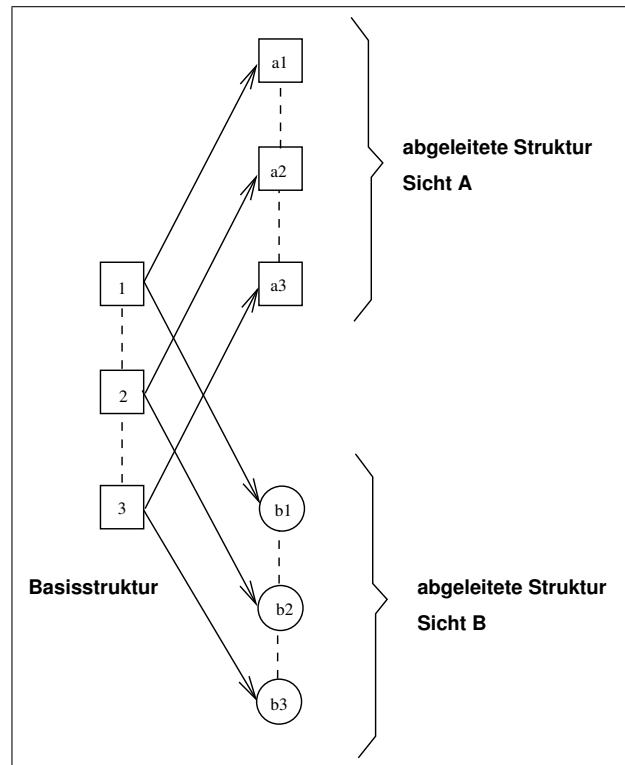 a1
abgeleitete Struktur
Sicht A
a2
a3
1
2
3
Basisstruktur
b1
b2
b3
abgeleitete Struktur
Sicht B